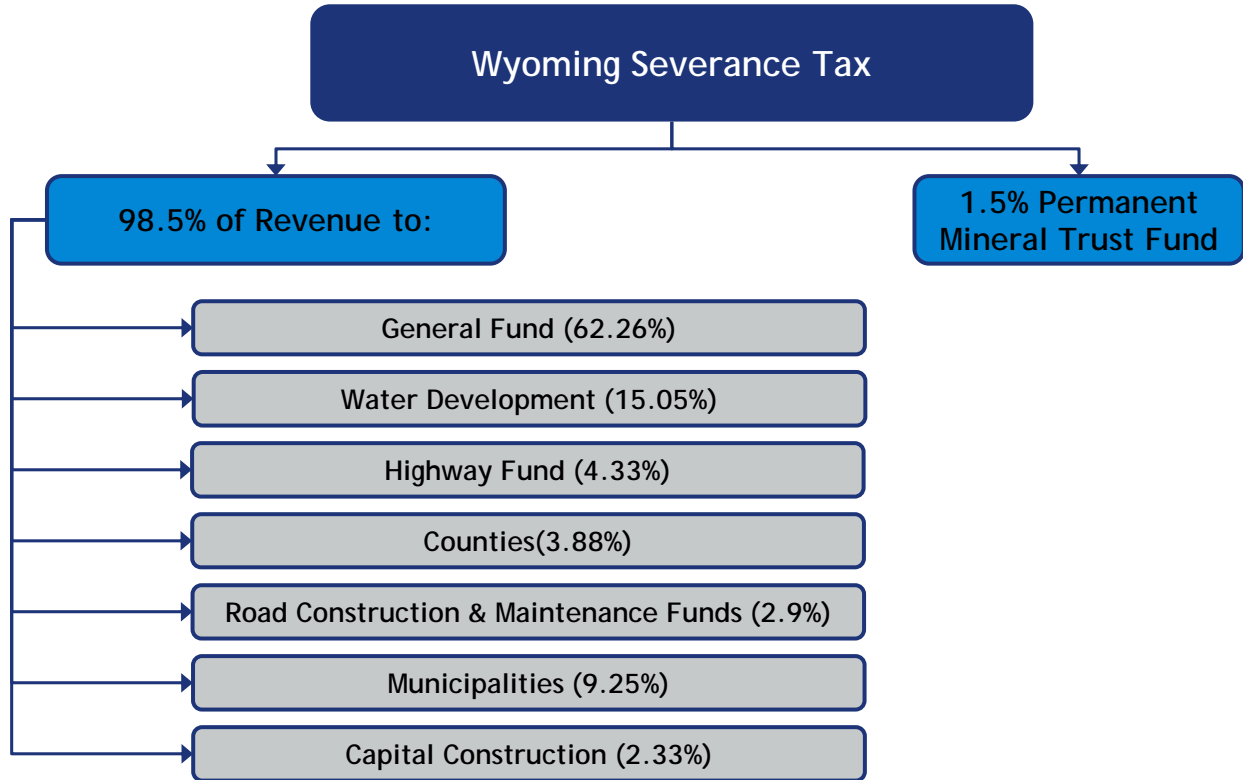 Wyoming Severance Tax
98.5% of Revenue to:
1.5% Permanent
Mineral Trust Fund
General Fund (62.26%)
Water Development (15.05%)
Highway Fund (4.33%)
Counties(3.88%)
Road Construction & Maintenance Funds (2.9%)
Municipalities (9.25%)
Capital Construction (2.33%)